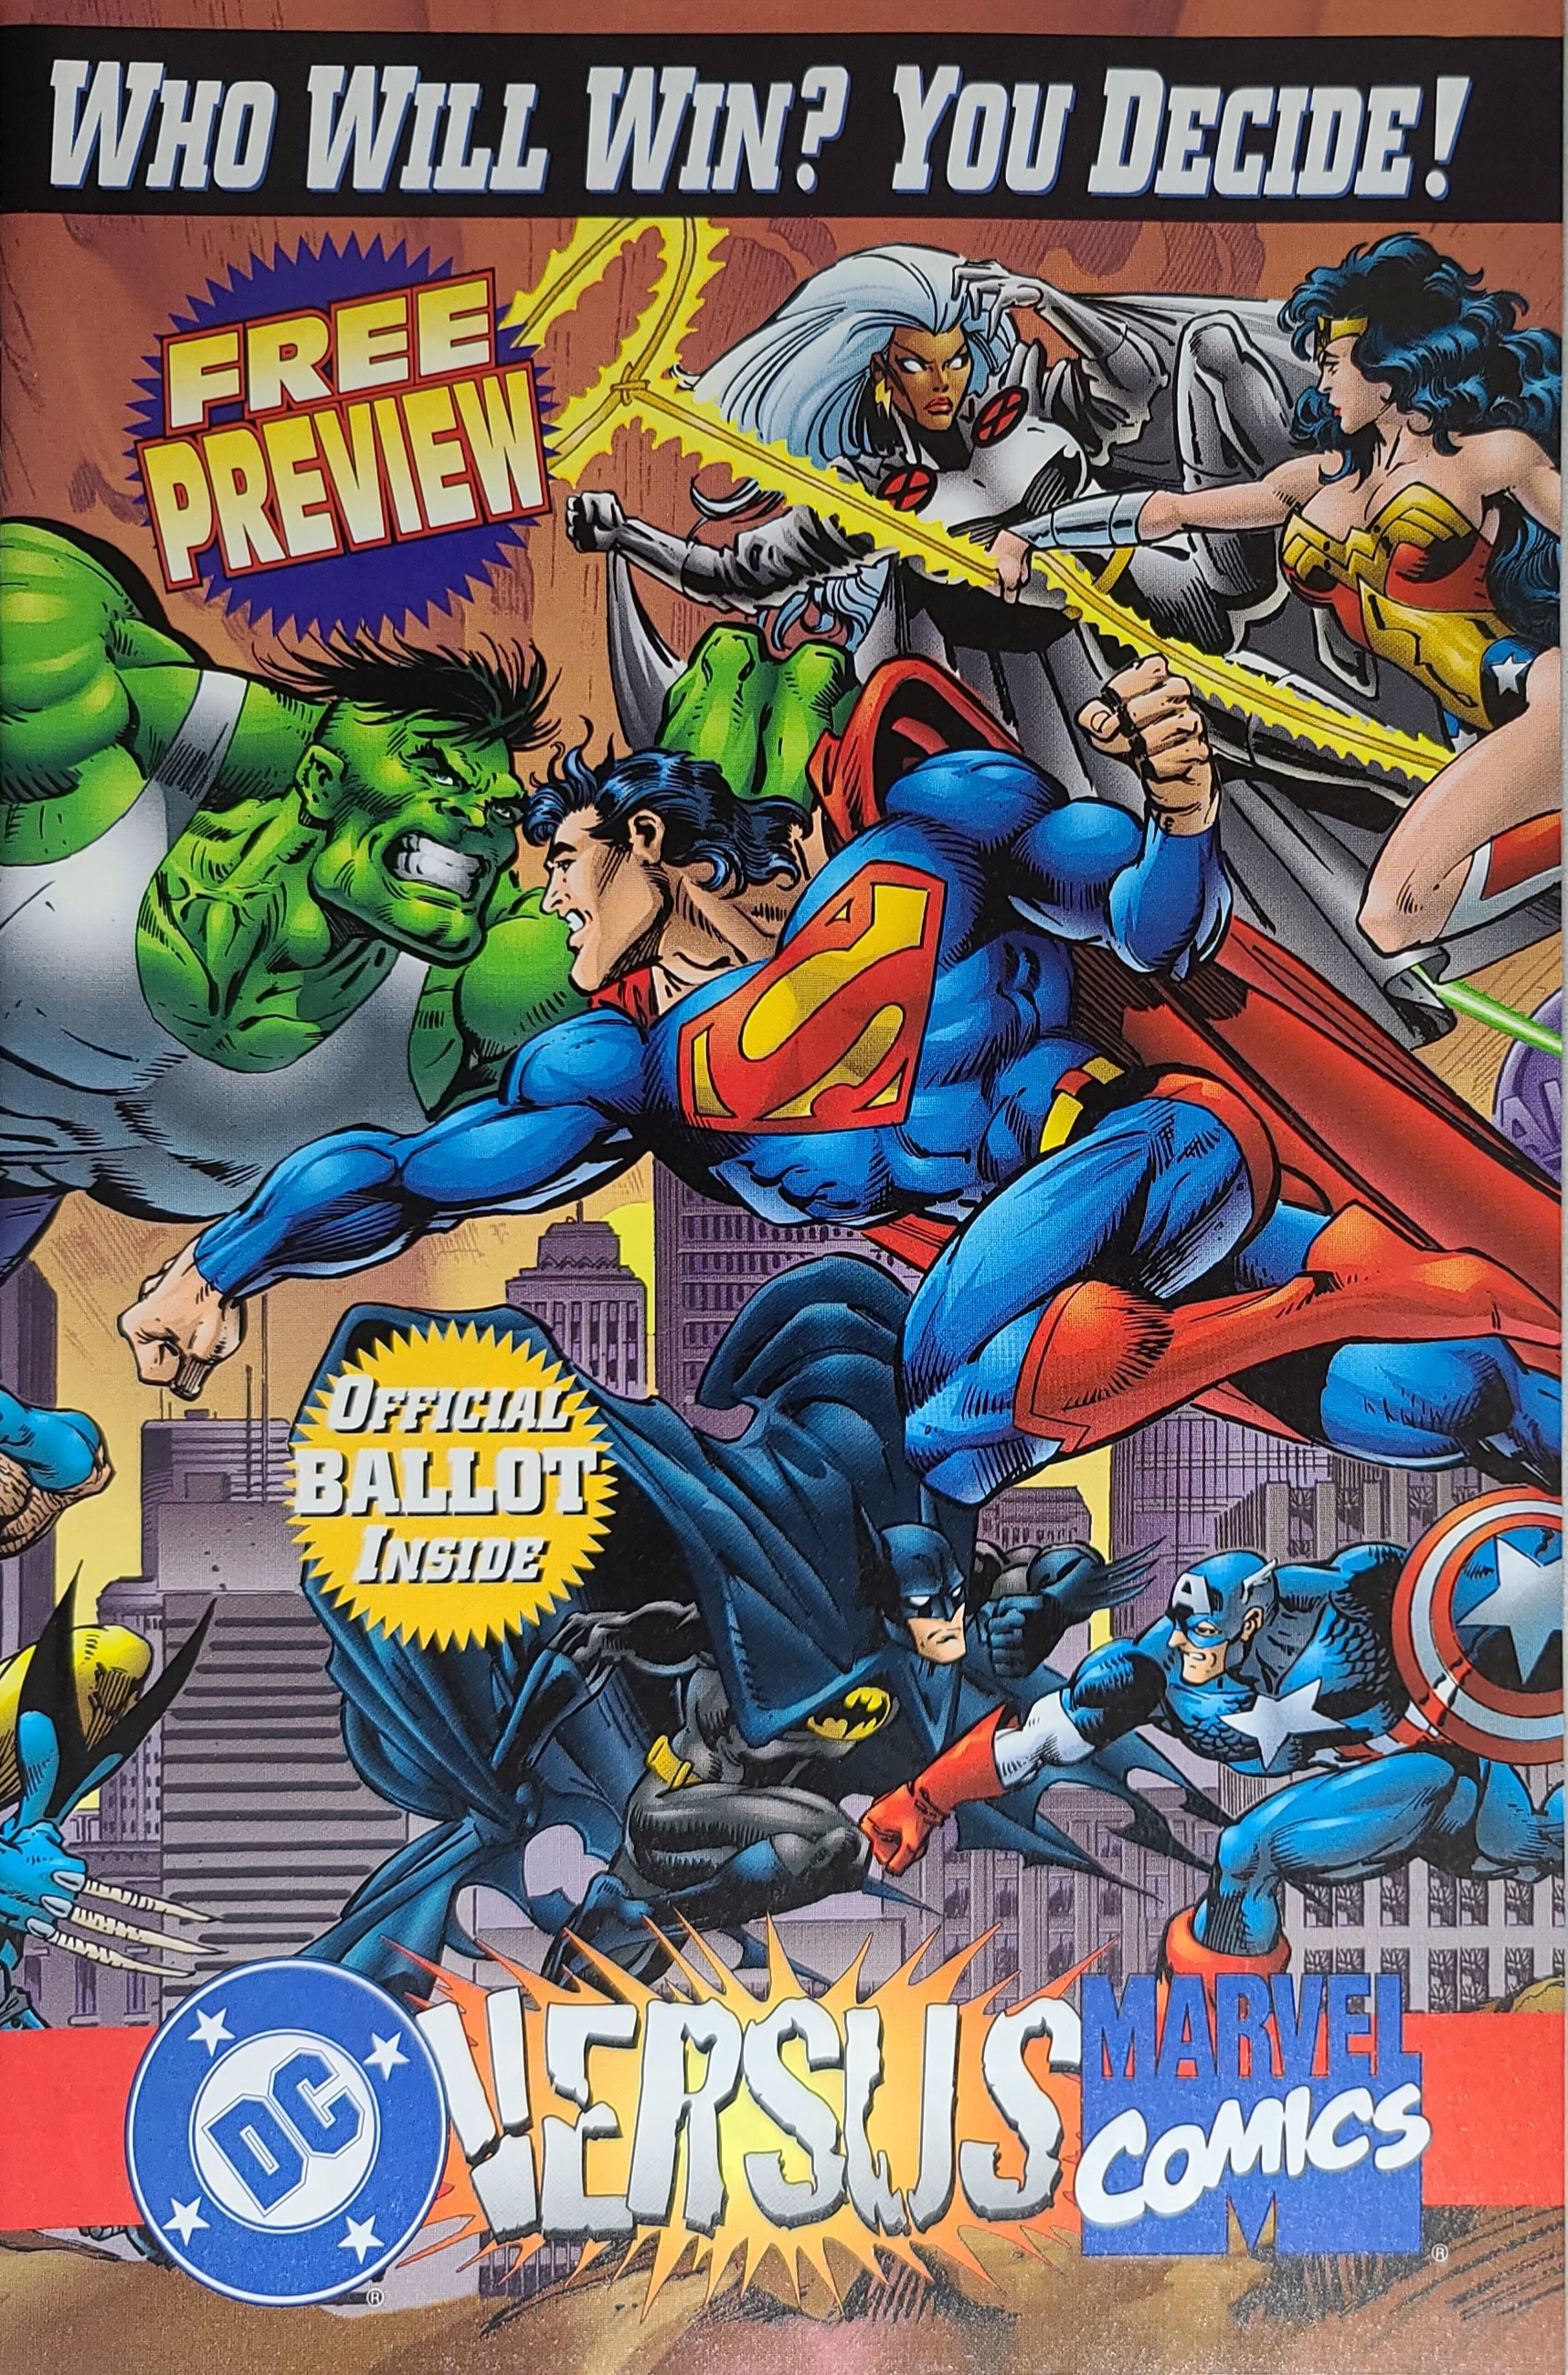 WHO WILL WIN? YOU DECIDE!
FREE
PREVIEW
OFFICIAL
BALLOT
INSIDE
DC VERSUS MARVEL
COMICS
M
® ®